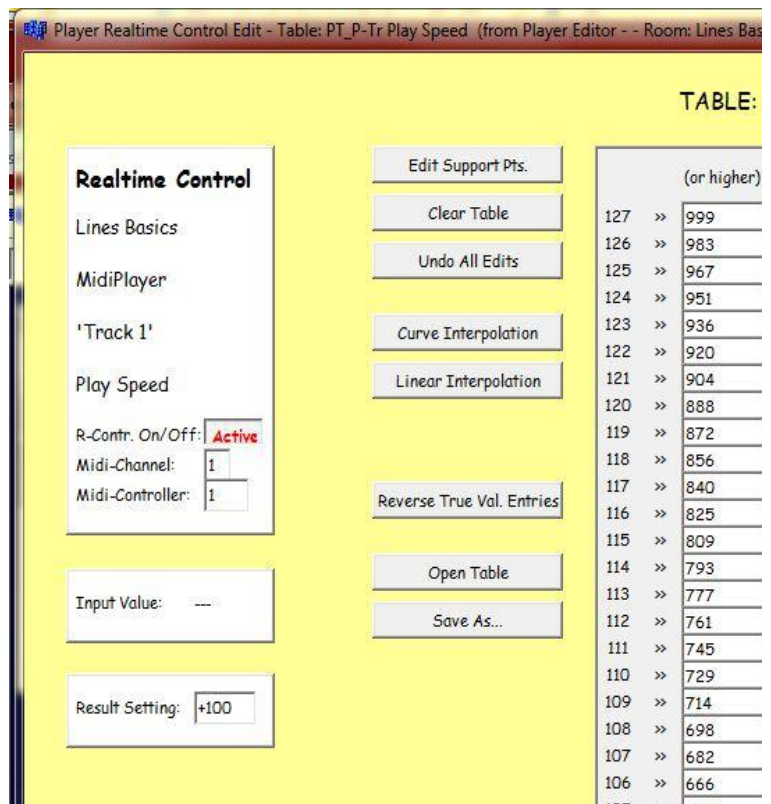 Player Realtime Control Edit - Table: PT_P-Tr Play Speed (from Player Editor - - Room: Lines Bas
TABLE:
Realtime Control
Lines Basics
MidiPlayer
'Track 1'
Play Speed
R-Contr. On/Off: Active
Midi-Channel: 1
Midi-Controller: 1
Input Value: ---
Result Setting: +100
Edit Support Pts.
Clear Table
Undo All Edits
Curve Interpolation
Linear Interpolation
Reverse True Val. Entries
Open Table
Save As...
(or higher)
127 » 999
126 » 983
125 » 967
124 » 951
123 » 936
122 » 920
121 » 904
120 » 888
119 » 872
118 » 856
117 » 840
116 » 825
115 » 809
114 » 793
113 » 777
112 » 761
111 » 745
110 » 729
109 » 714
108 » 698
107 » 682
106 » 666